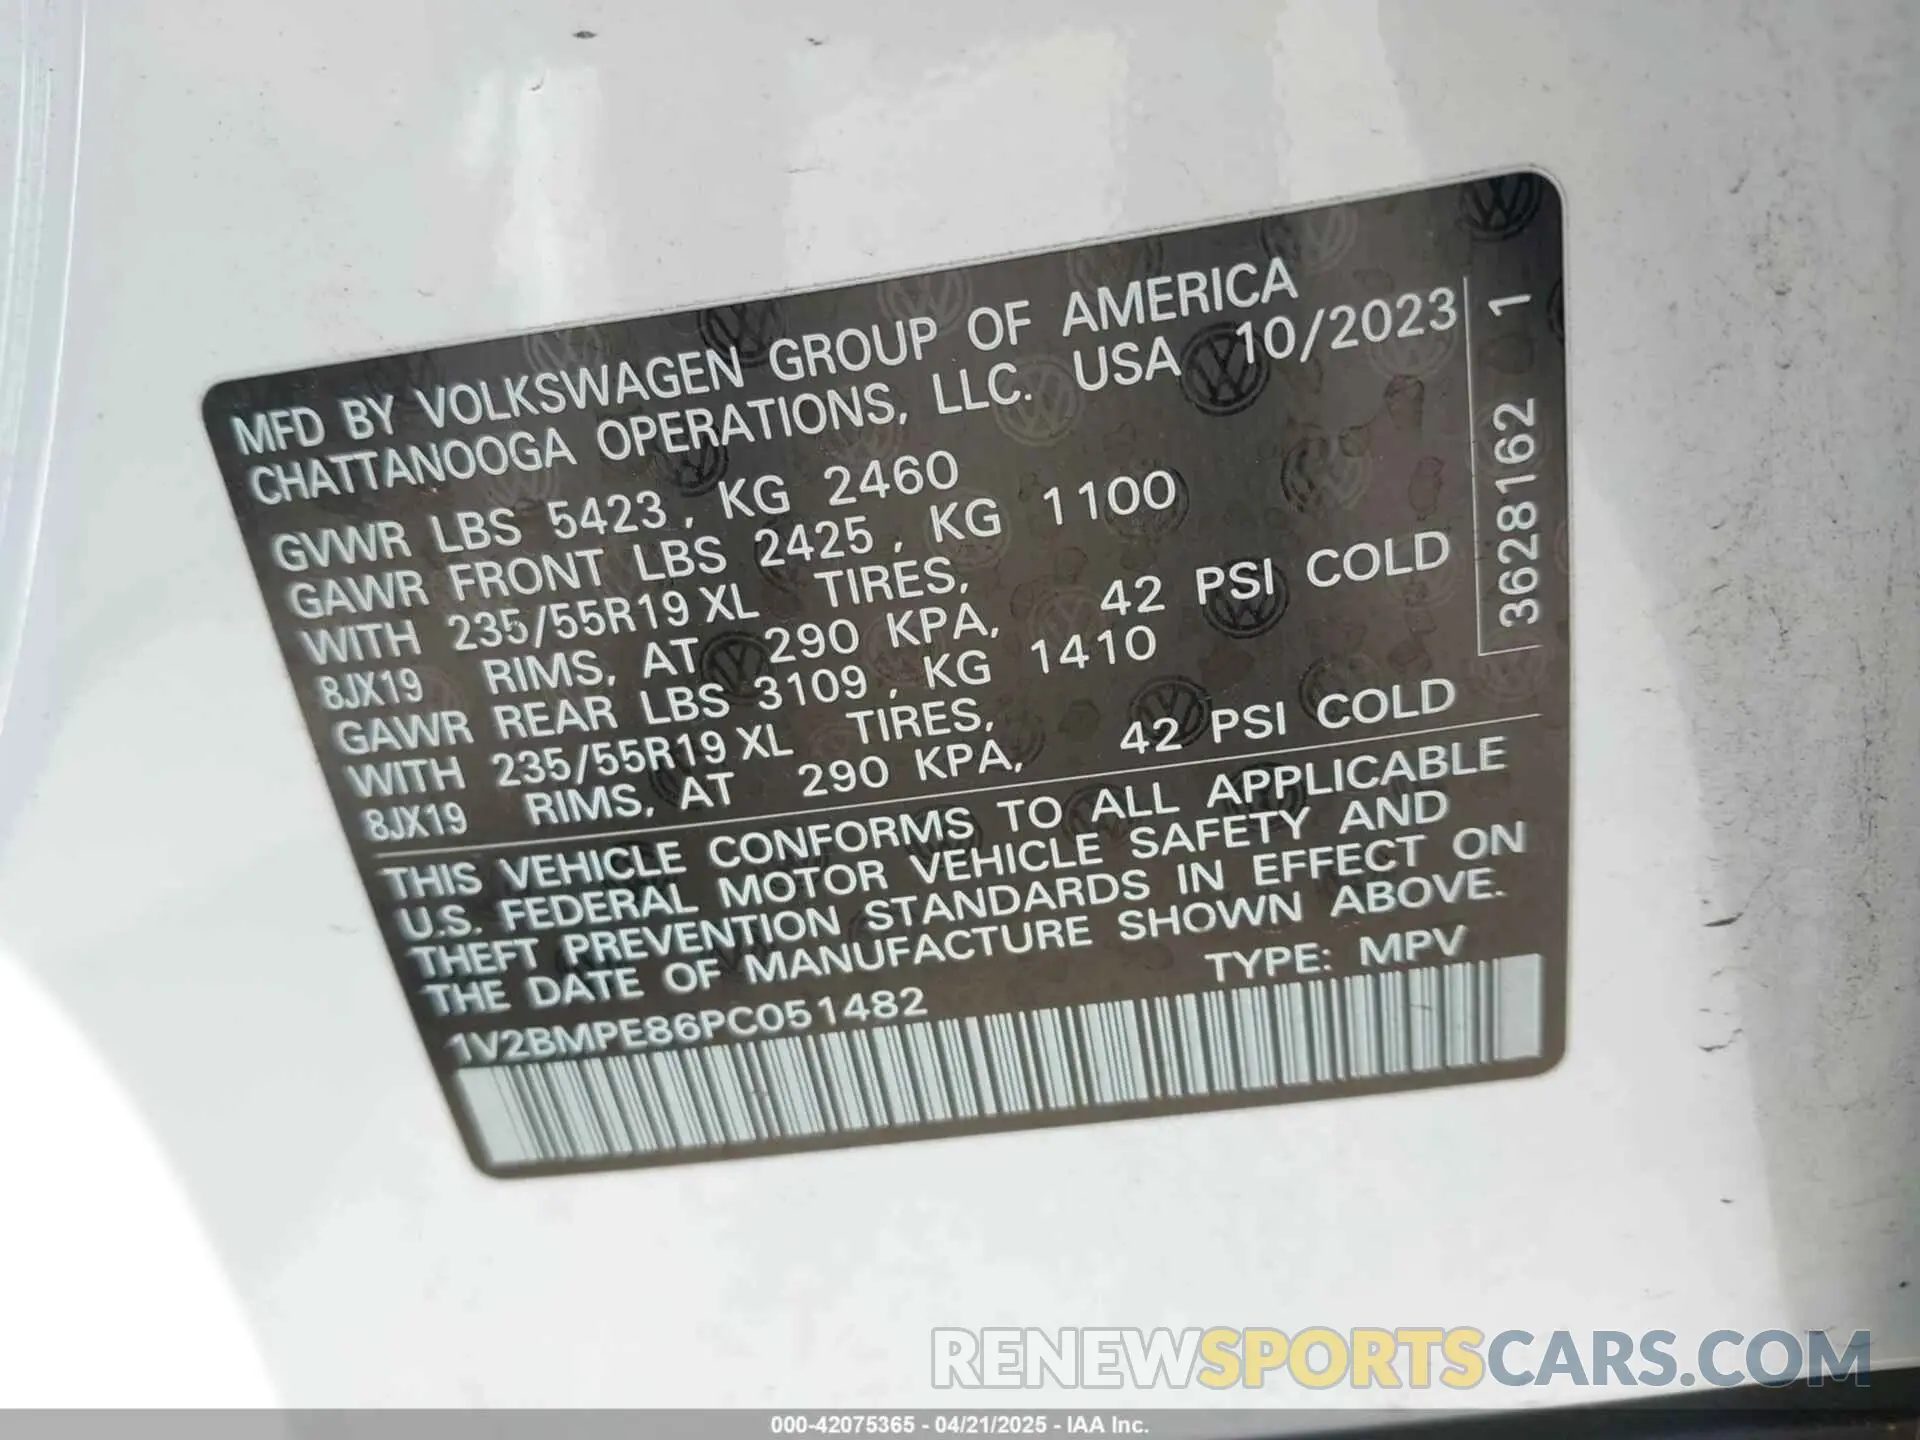 MFD BY VOLKSWAGEN GROUP OF AMERICA
CHATTANOOGA OPERATIONS, LLC. USA 10/2023
GVWR LBS 5423, KG 2460
GAWR FRONT LBS 2425, KG 1100
WITH 235/55R19 XL TIRES,
8JX19 RIMS, AT 290 KPA, 42 PSI COLD
GAWR REAR LBS 3109, KG 1410
WITH 235/55R19 XL TIRES,
8JX19 RIMS, AT 290 KPA, 42 PSI COLD
THIS VEHICLE CONFORMS TO ALL APPLICABLE
U.S. FEDERAL MOTOR VEHICLE SAFETY AND
THEFT PREVENTION STANDARDS IN EFFECT ON
THE DATE OF MANUFACTURE SHOWN ABOVE.
1V2BMPE86PC051482 TYPE: MPV
3628162 1
RENEWSPORTSCARS.COM
000-42075365 - 04/21/2025 - IAA Inc.